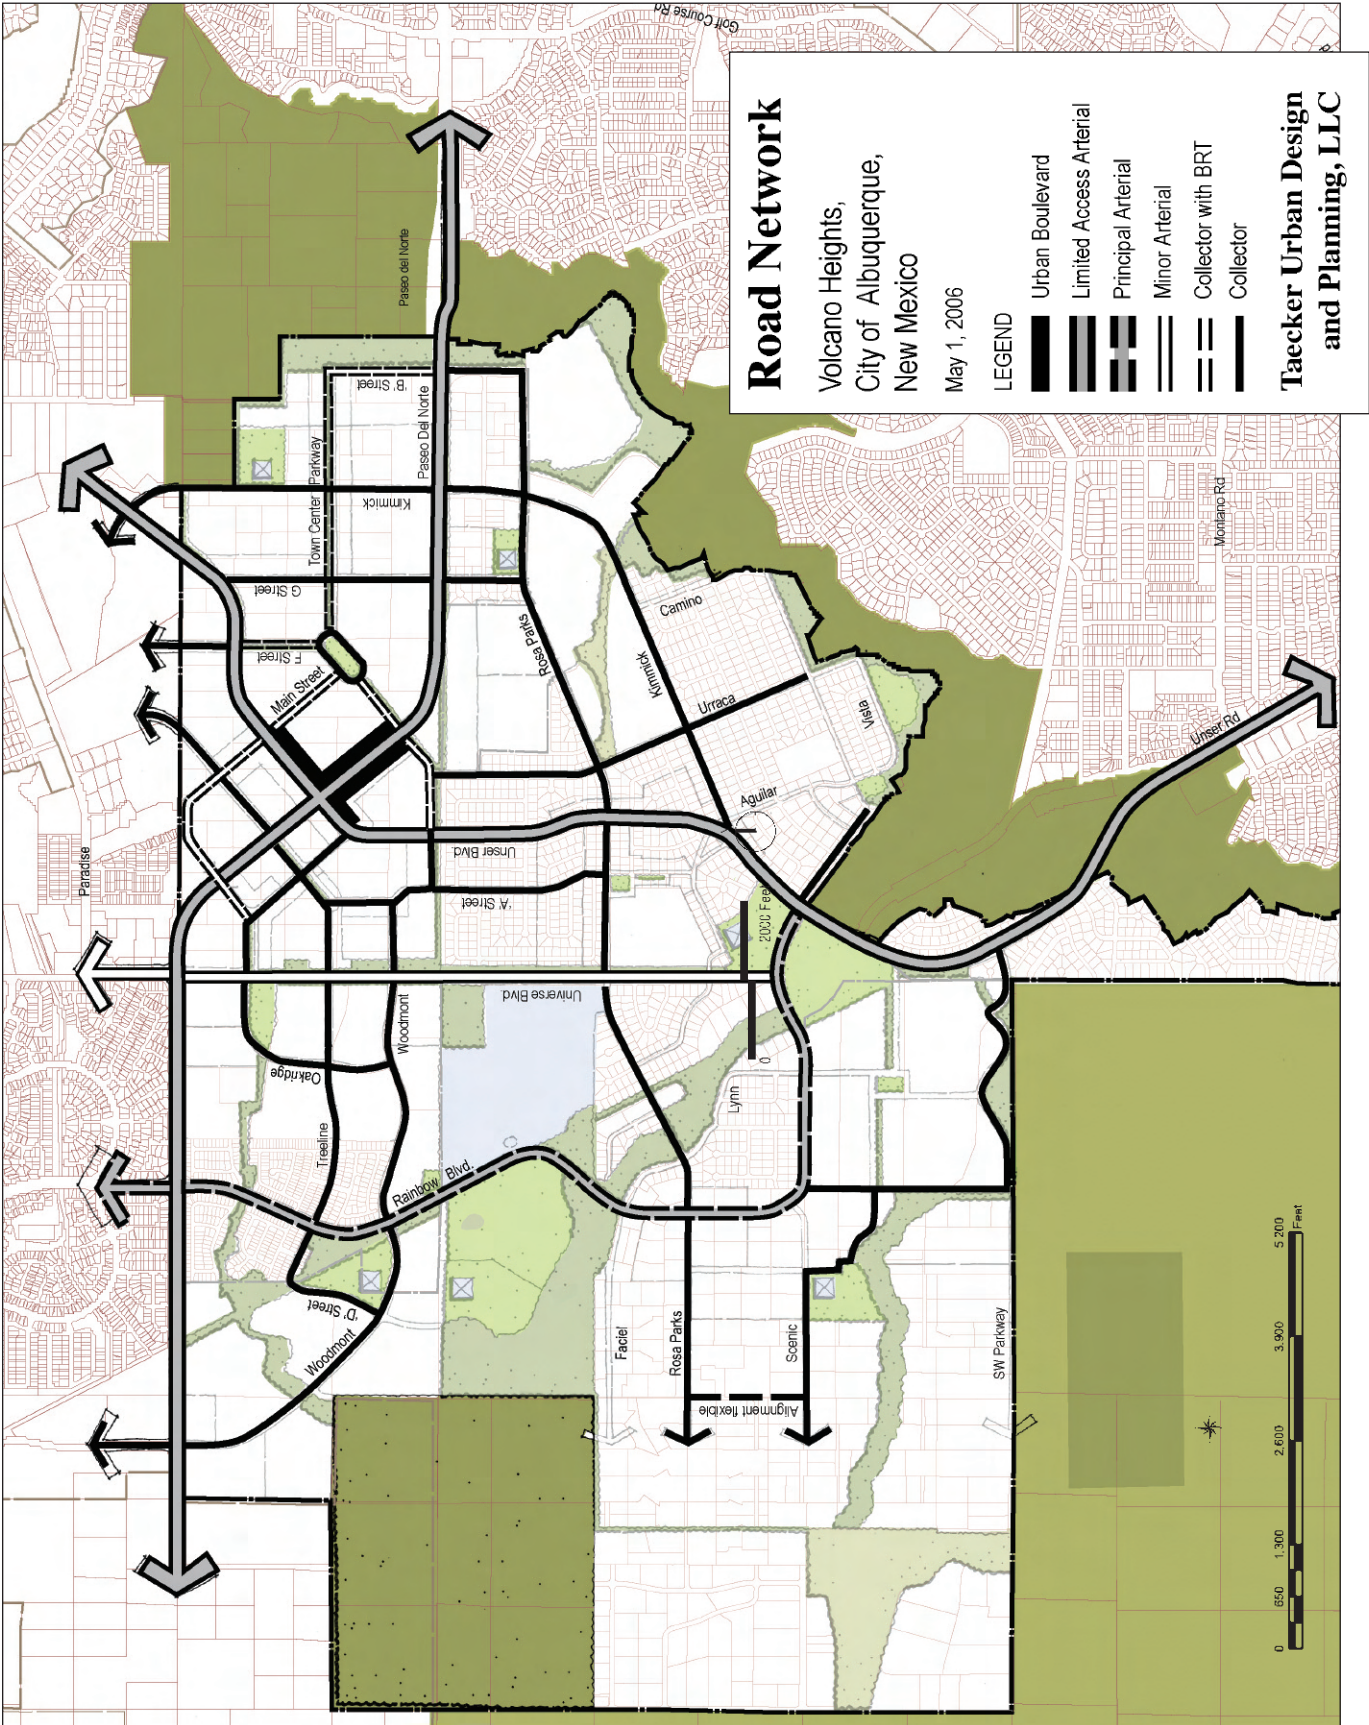 Road Network
Volcano Heights,
City of Albuquerque,
New Mexico
May 1, 2006
LEGEND
Urban Boulevard
Limited Access Arterial
Principal Arterial
Minor Arterial
Collector with BRT
Collector
Taecker Urban Design
and Planning, LLC
Golf Course Rd
Paseo del Norte
'B' Street
Paseo Del Norte
Town Center Parkway
Kimmick
G Street
F Street
Main Street
Rosa Parks
Camino
Kimmick
Urraca
Vista
Aguilar
Montano Rd
Unser Rd
Unser Blvd.
Paradise
'A' Street
2000 Feet
0
Universe Blvd.
Woodmont
Oakridge
Treeline
Lynn
Rainbow Blvd.
'D' Street
Woodmont
Faciel
Rosa Parks
Scenic
Alignment flexible
SW Parkway
0 650 1,300 2,600 3,900 5,200
Feet